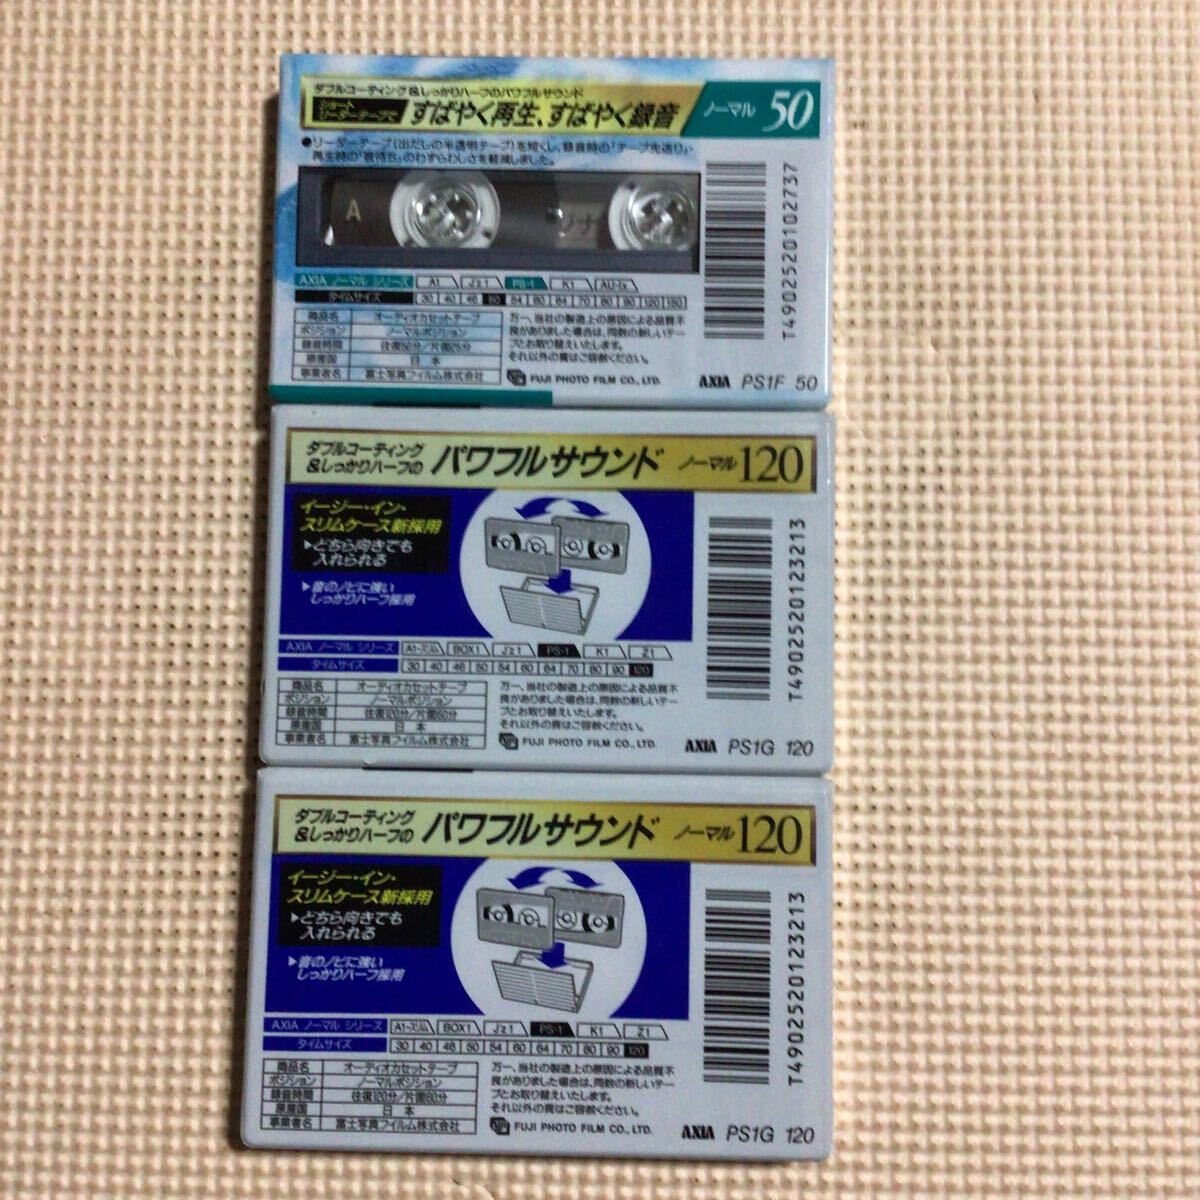 ダブルコーティング&しっかりハーフのパワフルサウンド
ショート
リーダーテープで
すばやく再生、すばやく録音
ノーマル 50
●リーダーテープ(出だしの半透明テープ)を短くし、録音時の「テープ先送り」・
再生時の「音待ち」のわずらわしさを軽減しました。
A
ノナ
T4902520102737
AXIA ノーマル シリーズ A1 J'z1 PS-1 K1 AU-Ix
タイムサイズ 30 40 46 50 54 60 64 70 80 90 120 150
商品名 オーディオカセットテープ
ポジション ノーマルポジション
録音時間 往復50分/片面25分
原産国 日本
事業者名 富士写真フイルム株式会社
万一、当社の製造上の原因による品質不
良がありました場合は、同数の新しいテー
プとお取替えいたします。
それ以外の責はご容赦ください。
FUJI PHOTO FILM CO., LTD.
AXIA PS1F 50
ダブルコーティング
&しっかりハーフの
パワフルサウンド
ノーマル120
イージー・イン・
スリムケース新採用
▶どちら向きでも
入れられる
▶音のノビに強い
しっかりハーフ採用
T4902520123213
AXIA ノーマル シリーズ A1-スリム BOX1 J'z1 PS-1 K1 Z1
タイムサイズ 30 40 46 50 54 60 64 70 80 90 120
商品名 オーディオカセットテープ
ポジション ノーマルポジション
録音時間 往復120分/片面60分
原産国 日本
事業者名 富士写真フイルム株式会社
万一、当社の製造上の原因による品質不
良がありました場合は、同数の新しいテー
プとお取替えいたします。
それ以外の責はご容赦ください。
FUJI PHOTO FILM CO., LTD.
AXIA PS1G 120
ダブルコーティング
&しっかりハーフの
パワフルサウンド
ノーマル120
イージー・イン・
スリムケース新採用
▶どちら向きでも
入れられる
▶音のノビに強い
しっかりハーフ採用
T4902520123213
AXIA ノーマル シリーズ A1-スリム BOX1 J'z1 PS-1 K1 Z1
タイムサイズ 30 40 46 50 54 60 64 70 80 90 120
商品名 オーディオカセットテープ
ポジション ノーマルポジション
録音時間 往復120分/片面60分
原産国 日本
事業者名 富士写真フイルム株式会社
万一、当社の製造上の原因による品質不
良がありました場合は、同数の新しいテー
プとお取替えいたします。
それ以外の責はご容赦ください。
FUJI PHOTO FILM CO., LTD.
AXIA PS1G 120